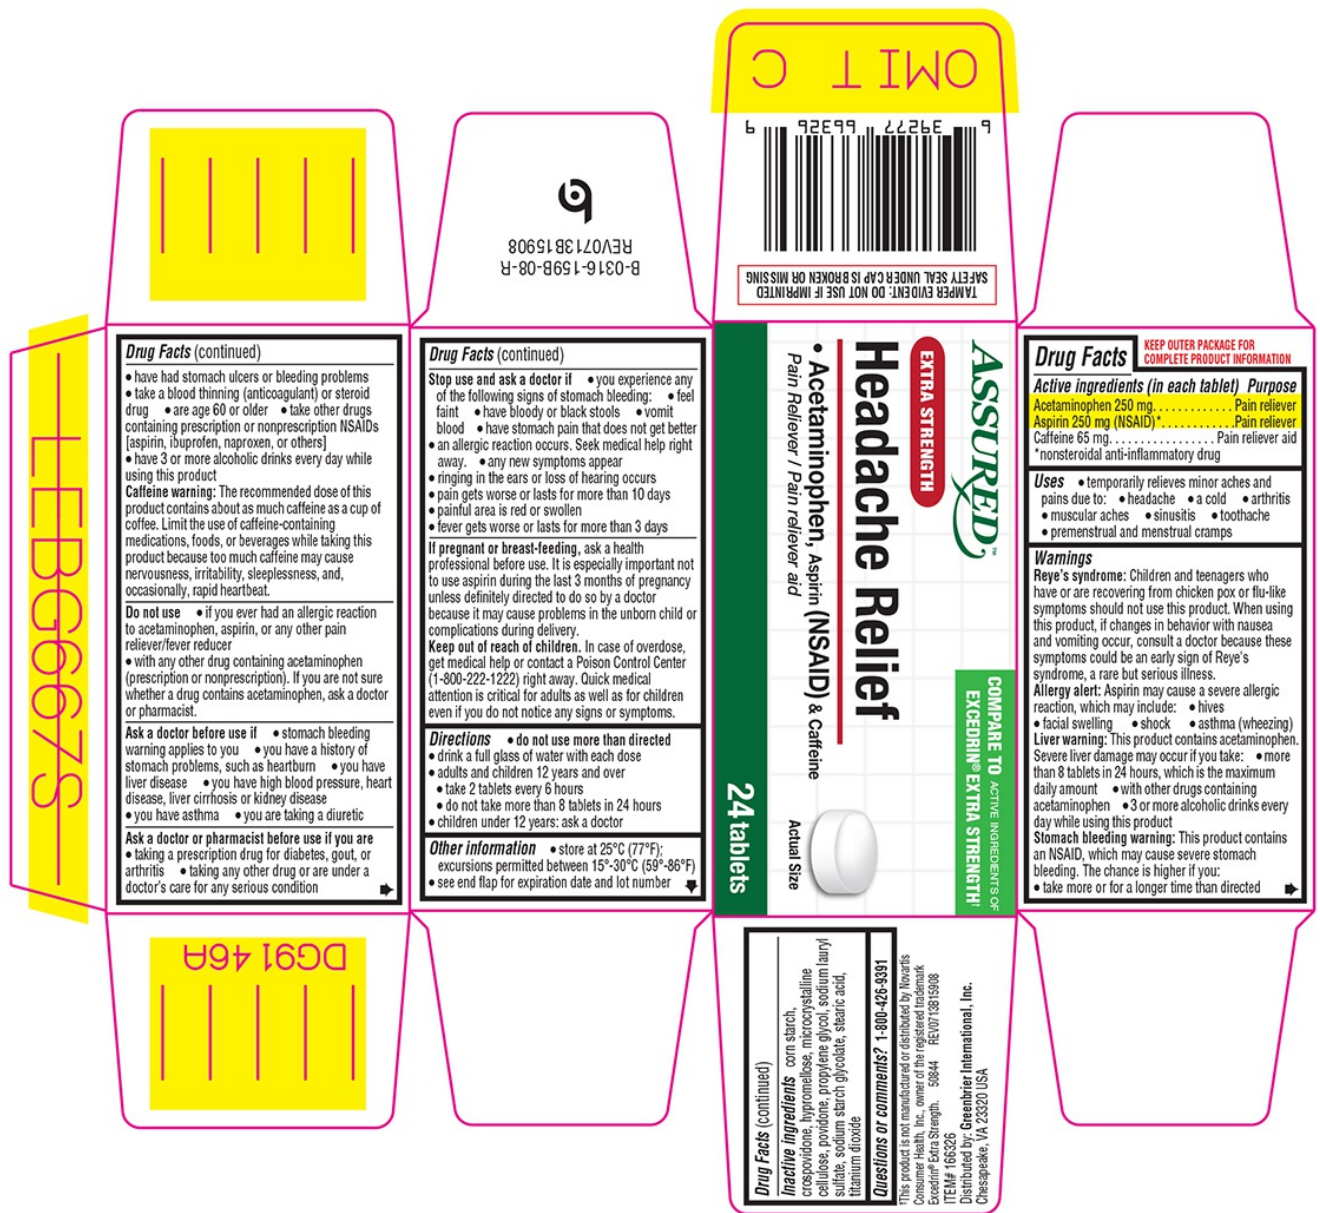 OMIT C
6 39277 66326 9
TAMPER EVIDENT: DO NOT USE IF IMPRINTED
SAFETY SEAL UNDER CAP IS BROKEN OR MISSING
B-0316-159B-08-R
REV0713B15908
ASSURED™
EXTRA STRENGTH
Headache Relief
• Acetaminophen, Aspirin (NSAID) & Caffeine
Pain Reliever / Pain reliever aid
COMPARE TO ACTIVE INGREDIENTS OF
EXCEDRIN® EXTRA STRENGTH†
Actual Size
24 tablets
Drug Facts
KEEP OUTER PACKAGE FOR
COMPLETE PRODUCT INFORMATION
Active ingredients (in each tablet) Purpose
Acetaminophen 250 mg. . . . . . . . . . . . . Pain reliever
Aspirin 250 mg (NSAID)*. . . . . . . . . . . . Pain reliever
Caffeine 65 mg. . . . . . . . . . . . . . . . . Pain reliever aid
*nonsteroidal anti-inflammatory drug
Uses • temporarily relieves minor aches and
pains due to: • headache • a cold • arthritis
• muscular aches • sinusitis • toothache
• premenstrual and menstrual cramps
Warnings
Reye's syndrome: Children and teenagers who
have or are recovering from chicken pox or flu-like
symptoms should not use this product. When using
this product, if changes in behavior with nausea
and vomiting occur, consult a doctor because these
symptoms could be an early sign of Reye's
syndrome, a rare but serious illness.
Allergy alert: Aspirin may cause a severe allergic
reaction, which may include: • hives
• facial swelling • shock • asthma (wheezing)
Liver warning: This product contains acetaminophen.
Severe liver damage may occur if you take: • more
than 8 tablets in 24 hours, which is the maximum
daily amount • with other drugs containing
acetaminophen • 3 or more alcoholic drinks every
day while using this product
Stomach bleeding warning: This product contains
an NSAID, which may cause severe stomach
bleeding. The chance is higher if you:
• take more or for a longer time than directed
Drug Facts (continued)
• have had stomach ulcers or bleeding problems
• take a blood thinning (anticoagulant) or steroid
drug • are age 60 or older • take other drugs
containing prescription or nonprescription NSAIDs
[aspirin, ibuprofen, naproxen, or others]
• have 3 or more alcoholic drinks every day while
using this product
Caffeine warning: The recommended dose of this
product contains about as much caffeine as a cup of
coffee. Limit the use of caffeine-containing
medications, foods, or beverages while taking this
product because too much caffeine may cause
nervousness, irritability, sleeplessness, and,
occasionally, rapid heartbeat.
Do not use • if you ever had an allergic reaction
to acetaminophen, aspirin, or any other pain
reliever/fever reducer
• with any other drug containing acetaminophen
(prescription or nonprescription). If you are not sure
whether a drug contains acetaminophen, ask a doctor
or pharmacist.
Ask a doctor before use if • stomach bleeding
warning applies to you • you have a history of
stomach problems, such as heartburn • you have
liver disease • you have high blood pressure, heart
disease, liver cirrhosis or kidney disease
• you have asthma • you are taking a diuretic
Ask a doctor or pharmacist before use if you are
• taking a prescription drug for diabetes, gout, or
arthritis • taking any other drug or are under a
doctor's care for any serious condition
Drug Facts (continued)
Stop use and ask a doctor if • you experience any
of the following signs of stomach bleeding: • feel
faint • have bloody or black stools • vomit
blood • have stomach pain that does not get better
• an allergic reaction occurs. Seek medical help right
away. • any new symptoms appear
• ringing in the ears or loss of hearing occurs
• pain gets worse or lasts for more than 10 days
• painful area is red or swollen
• fever gets worse or lasts for more than 3 days
If pregnant or breast-feeding, ask a health
professional before use. It is especially important not
to use aspirin during the last 3 months of pregnancy
unless definitely directed to do so by a doctor
because it may cause problems in the unborn child or
complications during delivery.
Keep out of reach of children. In case of overdose,
get medical help or contact a Poison Control Center
(1-800-222-1222) right away. Quick medical
attention is critical for adults as well as for children
even if you do not notice any signs or symptoms.
Directions • do not use more than directed
• drink a full glass of water with each dose
• adults and children 12 years and over
• take 2 tablets every 6 hours
• do not take more than 8 tablets in 24 hours
• children under 12 years: ask a doctor
Other information • store at 25°C (77°F);
excursions permitted between 15°-30°C (59°-86°F)
• see end flap for expiration date and lot number
Drug Facts (continued)
Inactive ingredients corn starch,
crospovidone, hypromellose, microcrystalline
cellulose, povidone, propylene glycol, sodium lauryl
sulfate, sodium starch glycolate, stearic acid,
titanium dioxide
Questions or comments? 1-800-426-9391
†This product is not manufactured or distributed by Novartis
Consumer Health, Inc., owner of the registered trademark
Excedrin® Extra Strength. 50844 REV0713B15908
ITEM# 166326
Distributed by: Greenbrier International, Inc.
Chesapeake, VA 23320 USA
LEBG667S
DG9146A